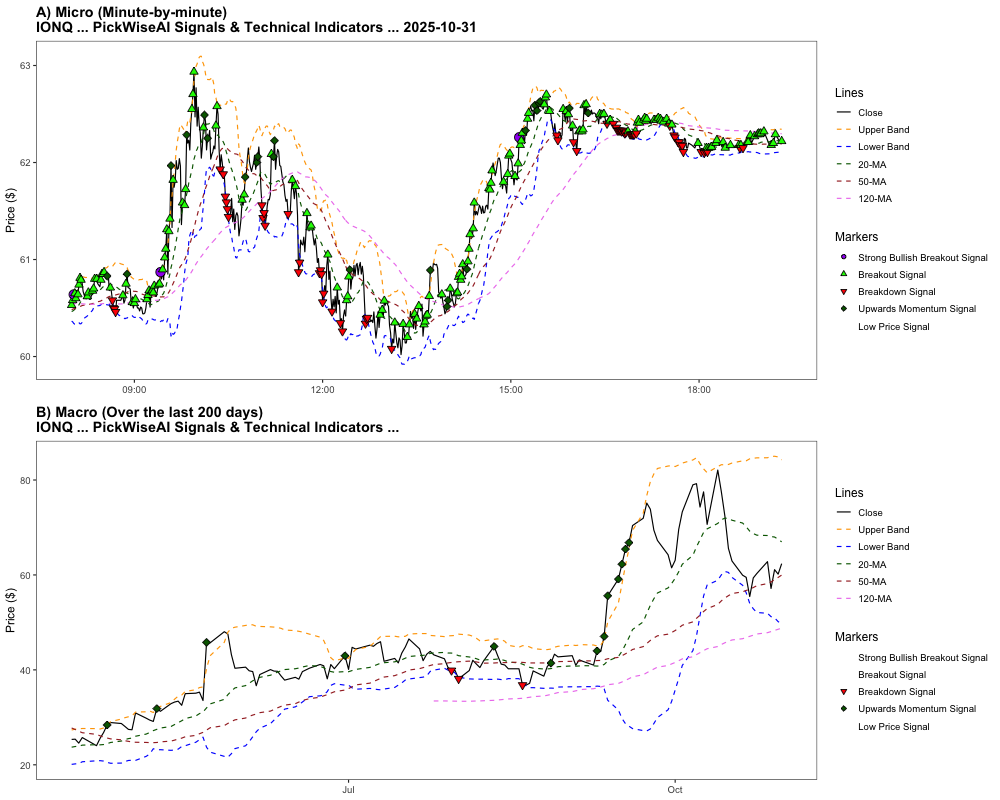 A) Micro (Minute-by-minute)
IONQ ... PickWiseAI Signals & Technical Indicators ... 2025-10-31
Price ($)
63
62
61
60
09:00
12:00
15:00
18:00
Lines
Close
Upper Band
Lower Band
20-MA
50-MA
120-MA
Markers
Strong Bullish Breakout Signal
Breakout Signal
Breakdown Signal
Upwards Momentum Signal
Low Price Signal
B) Macro (Over the last 200 days)
IONQ ... PickWiseAI Signals & Technical Indicators ...
Price ($)
80
60
40
20
Jul
Oct
Lines
Close
Upper Band
Lower Band
20-MA
50-MA
120-MA
Markers
Strong Bullish Breakout Signal
Breakout Signal
Breakdown Signal
Upwards Momentum Signal
Low Price Signal